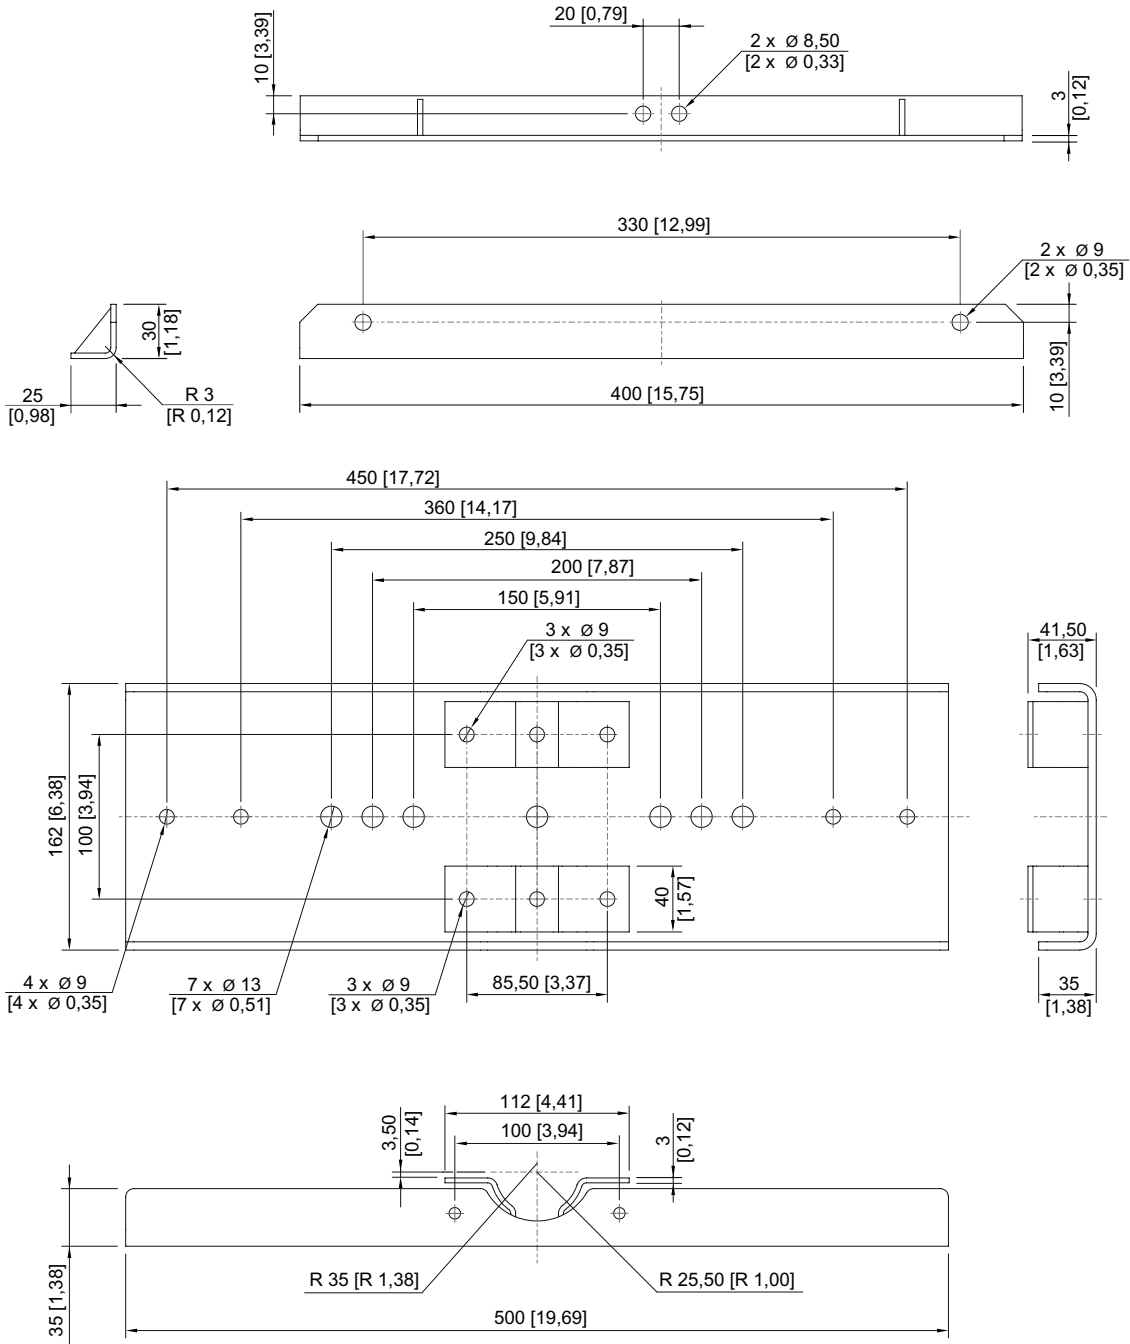 20 [0,79]
10 [3,39]
2 x Ø 8,50
[2 x Ø 0,33]
3
[0,12]
330 [12,99]
2 x Ø 9
[2 x Ø 0,35]
30
[1,18]
10 [3,39]
25
[0,98]
R 3
[R 0,12]
400 [15,75]
450 [17,72]
360 [14,17]
250 [9,84]
200 [7,87]
150 [5,91]
3 x Ø 9
[3 x Ø 0,35]
41,50
[1,63]
162 [6,38]
100 [3,94]
40
[1,57]
4 x Ø 9
[4 x Ø 0,35]
7 x Ø 13
[7 x Ø 0,51]
3 x Ø 9
[3 x Ø 0,35]
85,50 [3,37]
35
[1,38]
112 [4,41]
100 [3,94]
3,50
[0,14]
3
[0,12]
35 [1,38]
R 35 [R 1,38]
R 25,50 [R 1,00]
500 [19,69]